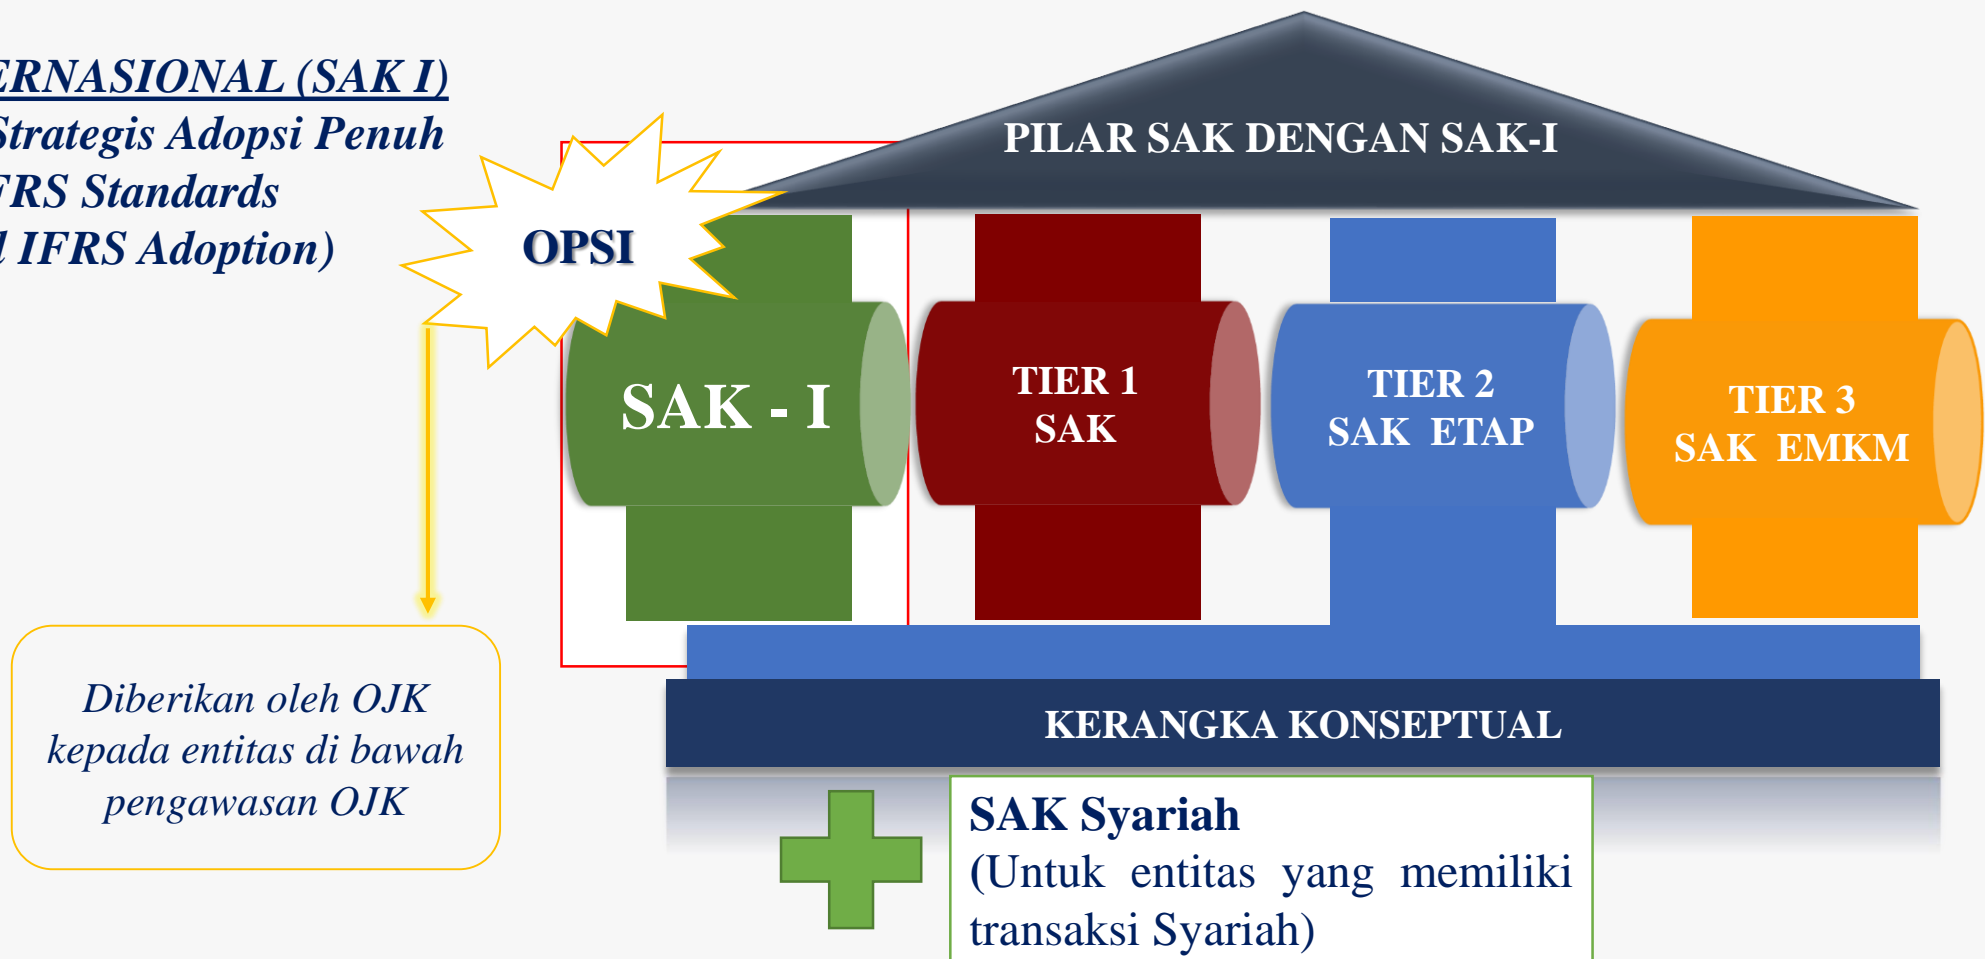 ERNASIONAL (SAK I)
Strategis Adopsi Penuh
FRS Standards
l IFRS Adoption)
OPSI
PILAR SAK DENGAN SAK-I
SAK - I
TIER 1
SAK
TIER 2
SAK ETAP
TIER 3
SAK EMKM
Diberikan oleh OJK
kepada entitas di bawah
pengawasan OJK
KERANGKA KONSEPTUAL
SAK Syariah
(Untuk entitas yang memiliki
transaksi Syariah)